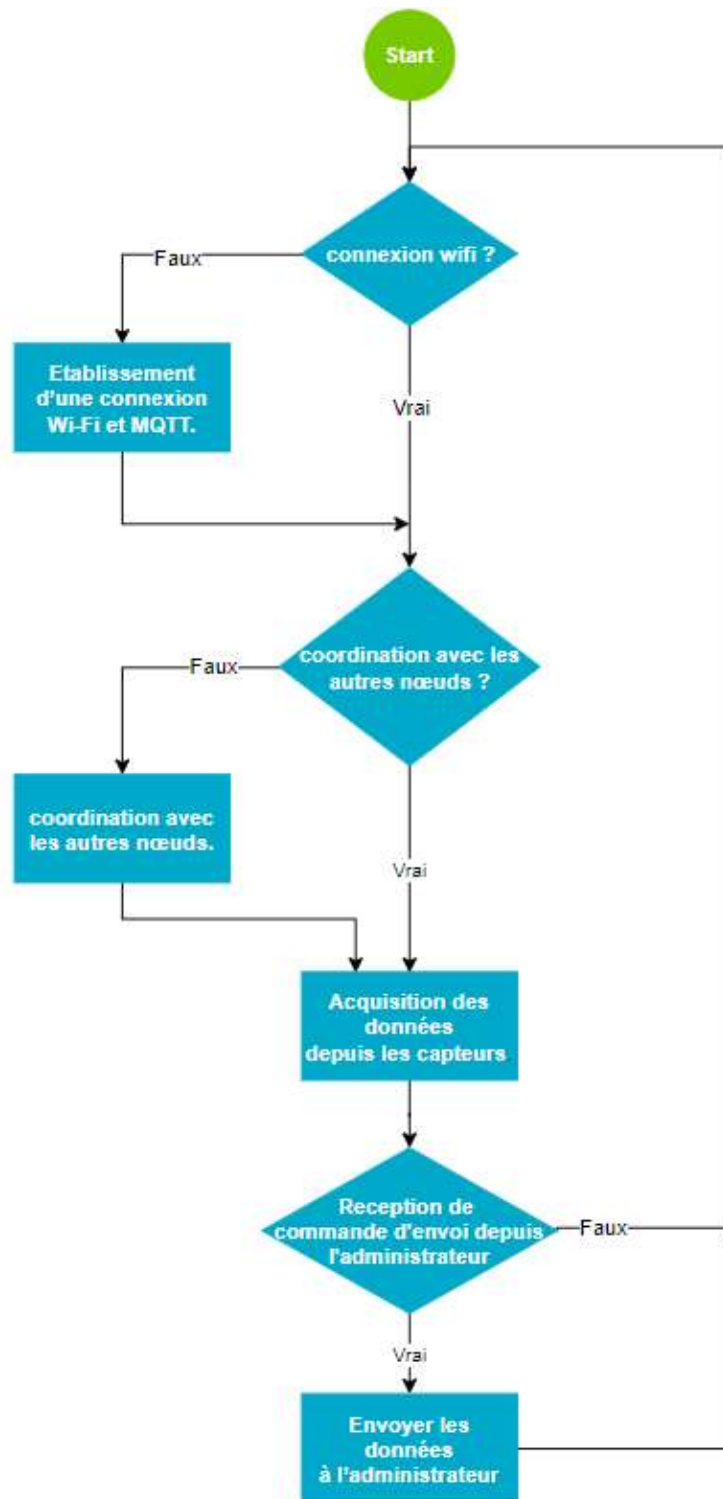 Start
connexion wifi ?
Faux
Etablissement
d'une connexion
Wi-Fi et MQTT.
Vrai
coordination avec les
autres nœuds ?
Faux
coordination avec
les autres nœuds.
Vrai
Acquisition des
données
depuis les capteurs
Reception de
commande d'envoi depuis
l'administrateur
Faux
Vrai
Envoyer les
données
à l'administrateur